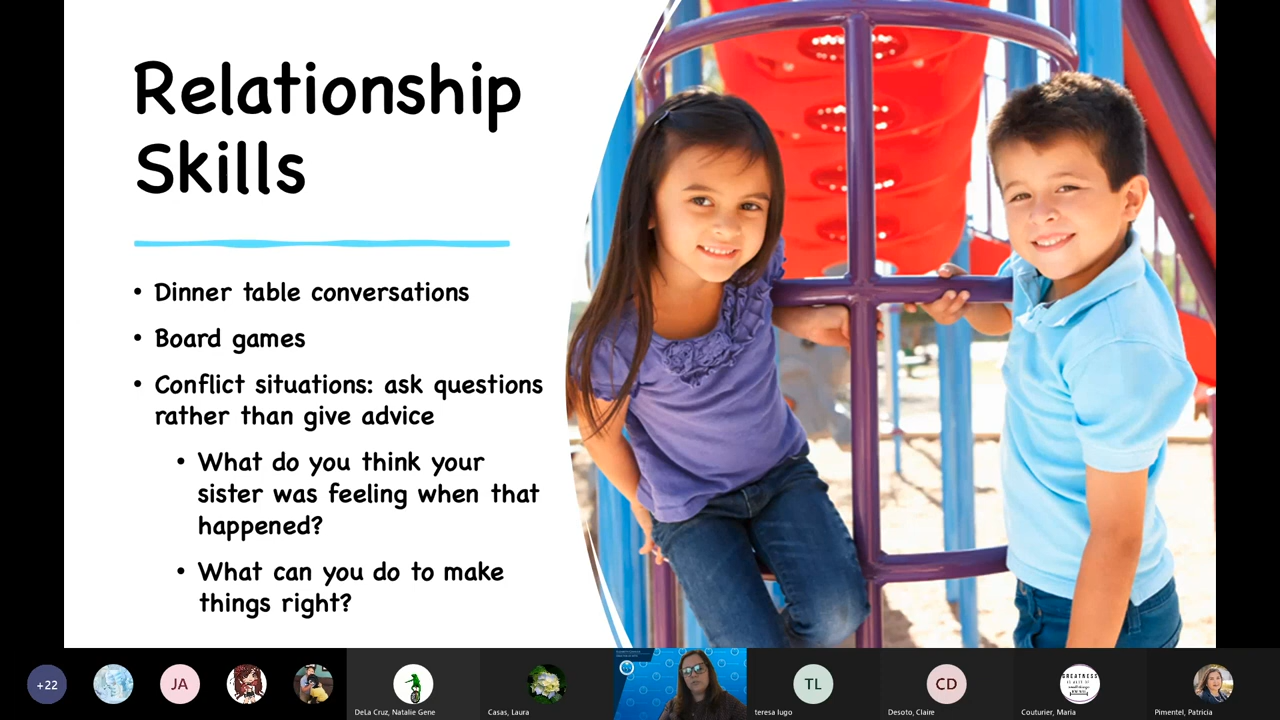 Relationship
Skills
• Dinner table conversations
• Board games
• Conflict situations: ask questions
rather than give advice
• What do you think your
sister was feeling when that
happened?
• What can you do to make
things right?
+22
JA
DeLa Cruz, Natalie Gene
Casas, Laura
TL
teresa lugo
CD
Desoto, Claire
GREATNESS
Couturier, Maria
Pimentel, Patricia